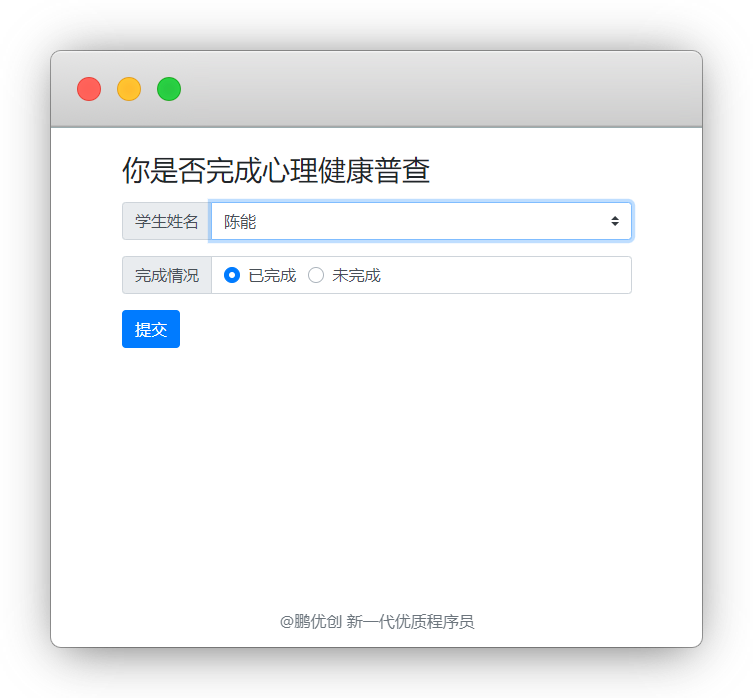 你是否完成心理健康普查
学生姓名 陈能
完成情况 已完成 未完成
提交
@鹏优创 新一代优质程序员